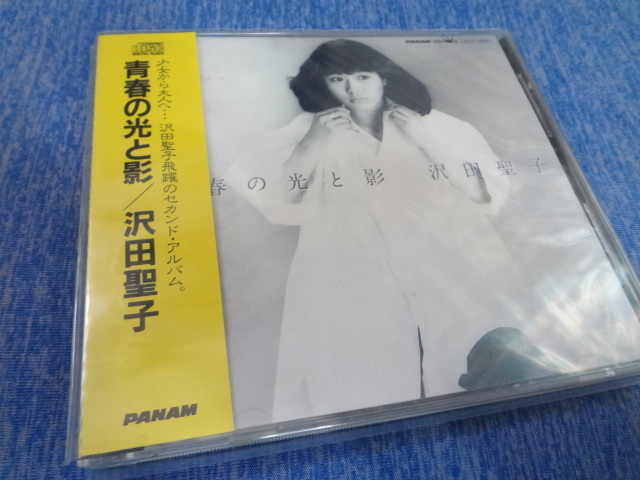 少女から大人へ…沢田聖子飛躍のセカンド・アルバム。
青春の光と影／沢田聖子
PANAM
PANAM
春の光と影 沢田聖子